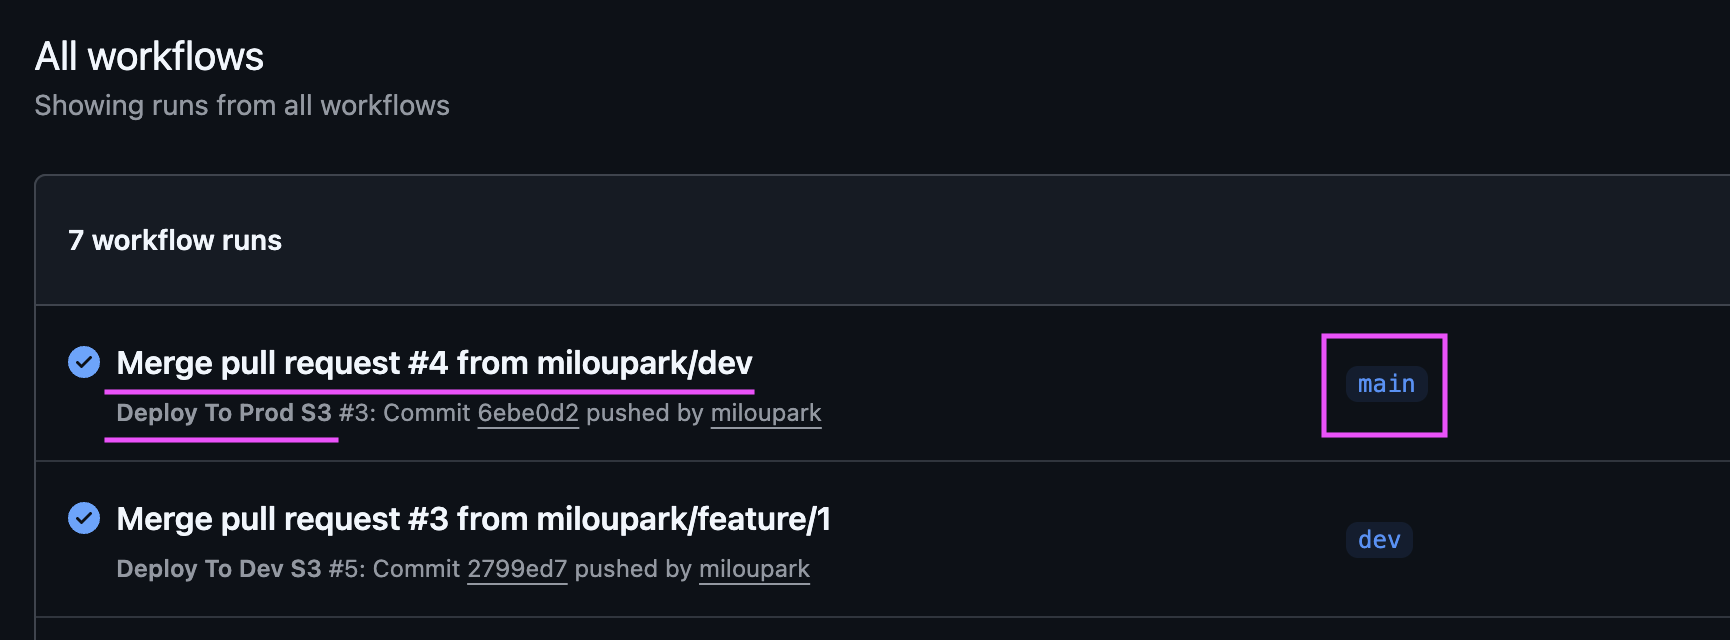 All workflows
Showing runs from all workflows
7 workflow runs
Merge pull request #4 from miloupark/dev
Deploy To Prod S3 #3: Commit 6ebe0d2 pushed by miloupark
main
Merge pull request #3 from miloupark/feature/1
Deploy To Dev S3 #5: Commit 2799ed7 pushed by miloupark
dev